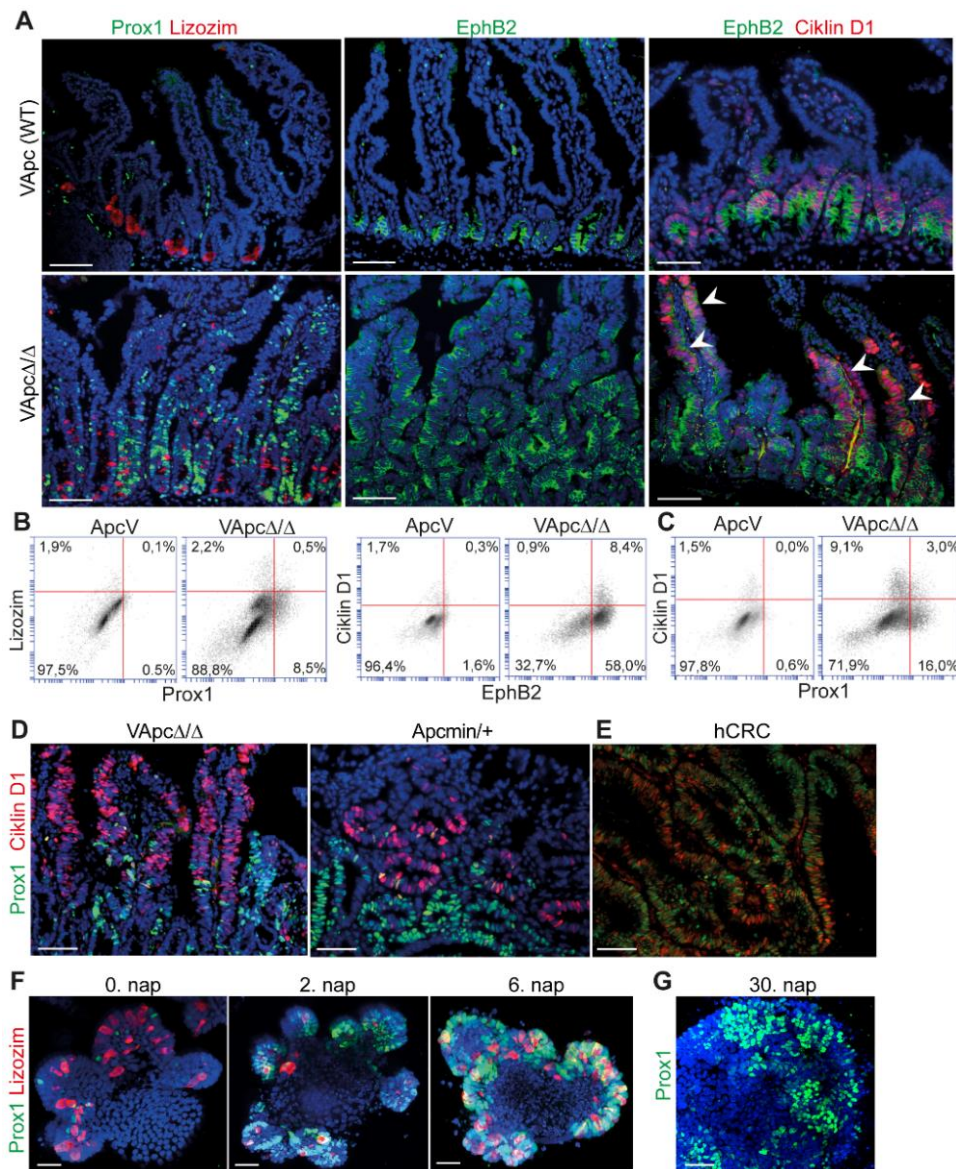 A
Prox1 Lizozim
EphB2
EphB2 Ciklin D1
VApc (WT)
VApcΔ/Δ
B
ApcV
VApcΔ/Δ
ApcV
VApcΔ/Δ
C
ApcV
VApcΔ/Δ
Lizozim
1,9%
0,1%
2,2%
0,5%
97,5%
0.5%
88,8%
8,5%
Prox1
Ciklin D1
1,7%
0,3%
0,9%
8,4%
96,4%
1,6%
32,7%
58,0%
EphB2
Ciklin D1
1,5%
0,0%
9,1%
3,0%
97,8%
0,6%
71,9%
16,0%
Prox1
D
VApcΔ/Δ
Apcmin/+
E
hCRC
Prox1 Ciklin D1
F
0. nap
2. nap
6. nap
G
30. nap
Prox1 Lizozim
Prox1